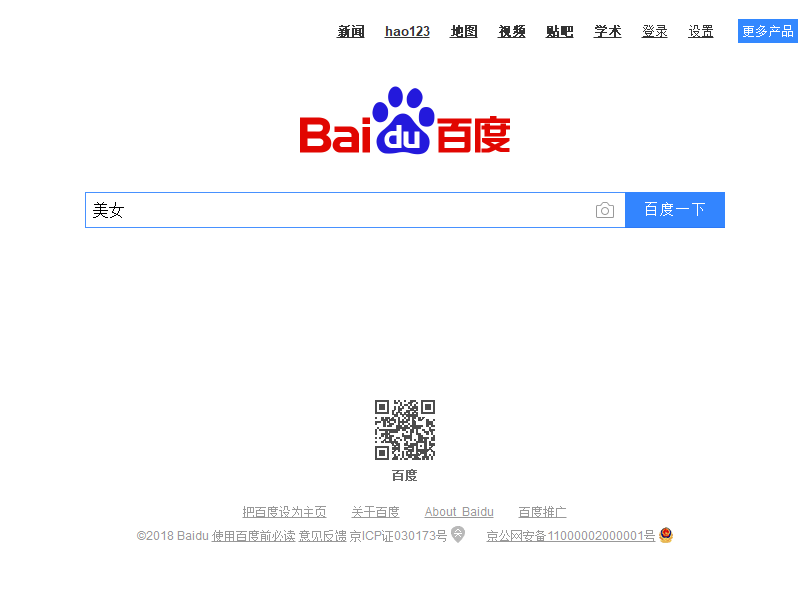 新闻 hao123 地图 视频 贴吧 学术 登录 设置 更多产品
Bai du 百度
美女 百度一下
百度
把百度设为主页 关于百度 About Baidu 百度推广
©2018 Baidu 使用百度前必读 意见反馈 京ICP证030173号 京公网安备11000002000001号